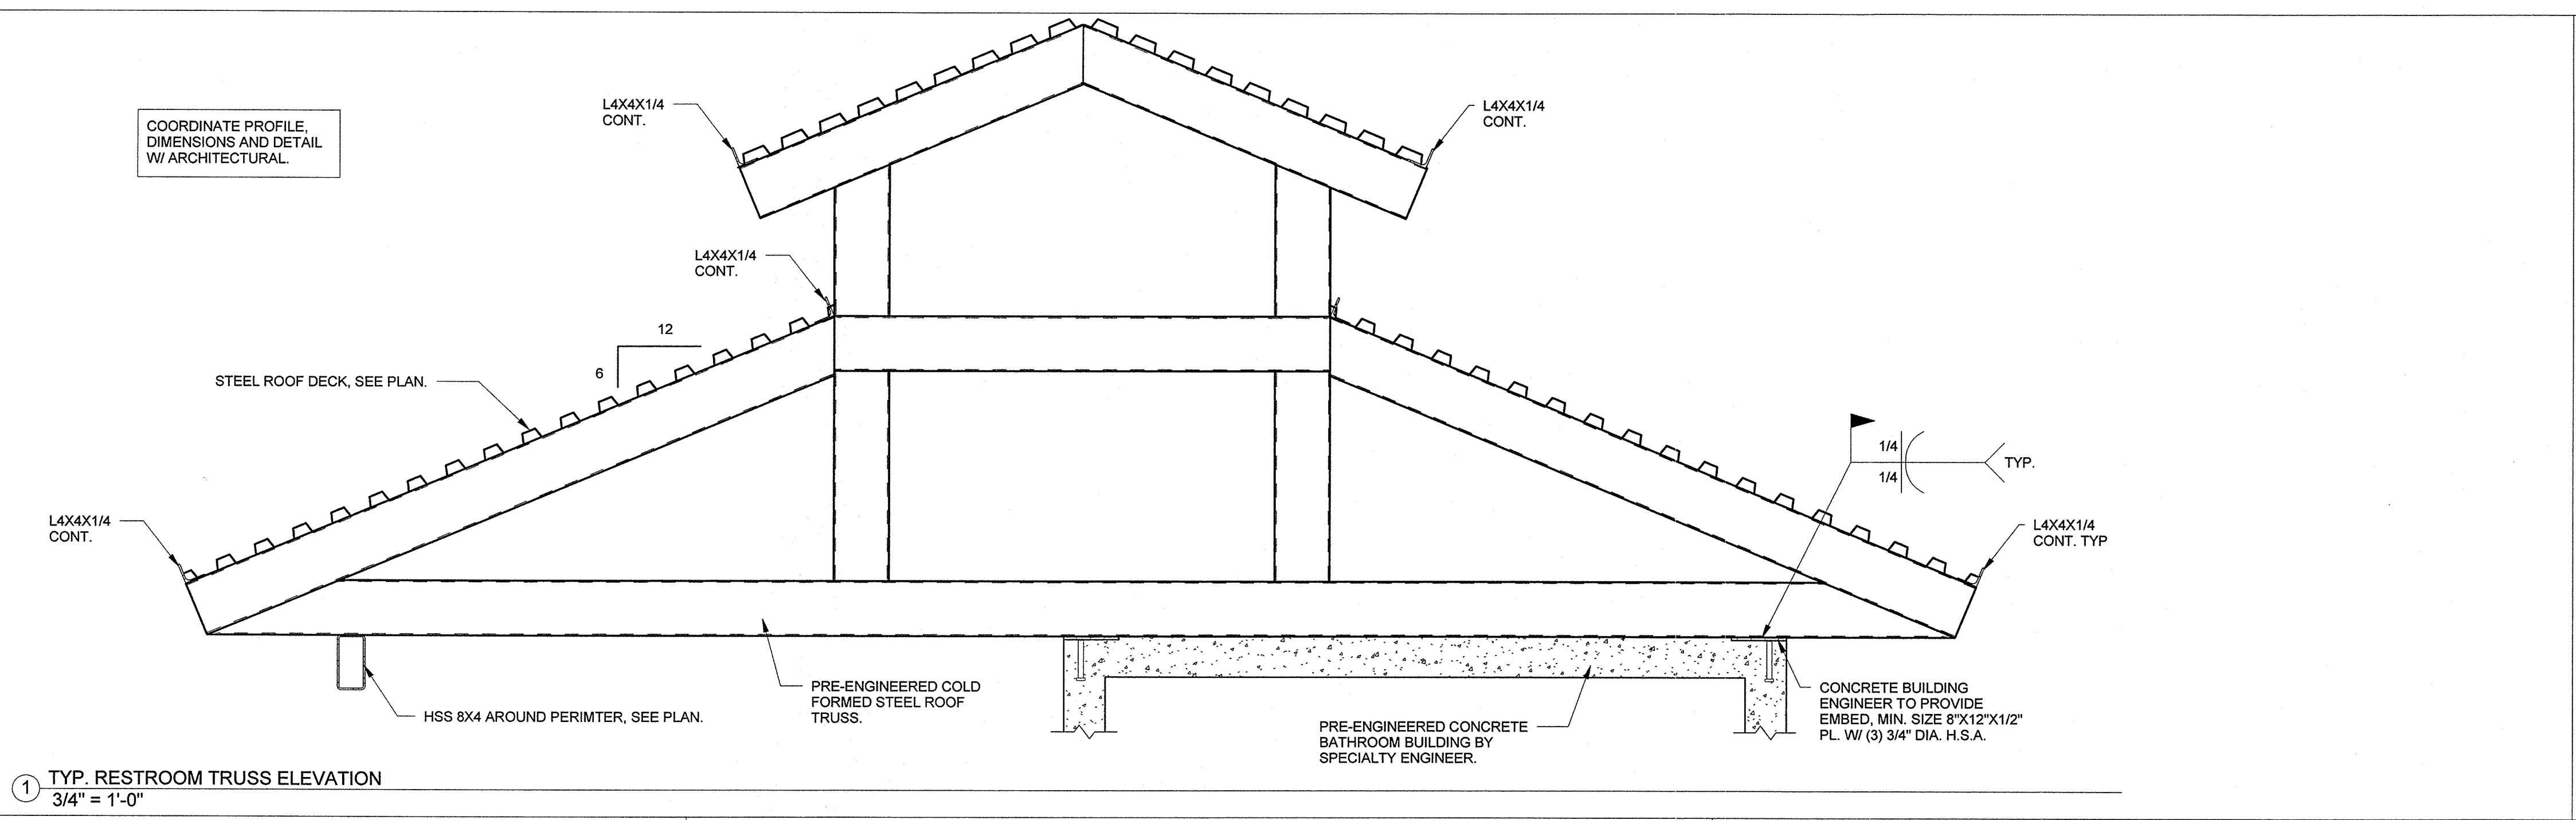 COORDINATE PROFILE,
DIMENSIONS AND DETAIL
W/ ARCHITECTURAL.
L4X4X1/4
CONT.
L4X4X1/4
CONT.
L4X4X1/4
CONT.
12
6
STEEL ROOF DECK, SEE PLAN.
L4X4X1/4
CONT.
1/4
1/4
TYP.
L4X4X1/4
CONT. TYP
HSS 8X4 AROUND PERIMTER, SEE PLAN.
PRE-ENGINEERED COLD
FORMED STEEL ROOF
TRUSS.
PRE-ENGINEERED CONCRETE
BATHROOM BUILDING BY
SPECIALTY ENGINEER.
CONCRETE BUILDING
ENGINEER TO PROVIDE
EMBED, MIN. SIZE 8"X12"X1/2"
PL. W/ (3) 3/4" DIA. H.S.A.
1
TYP. RESTROOM TRUSS ELEVATION
3/4" = 1'-0"